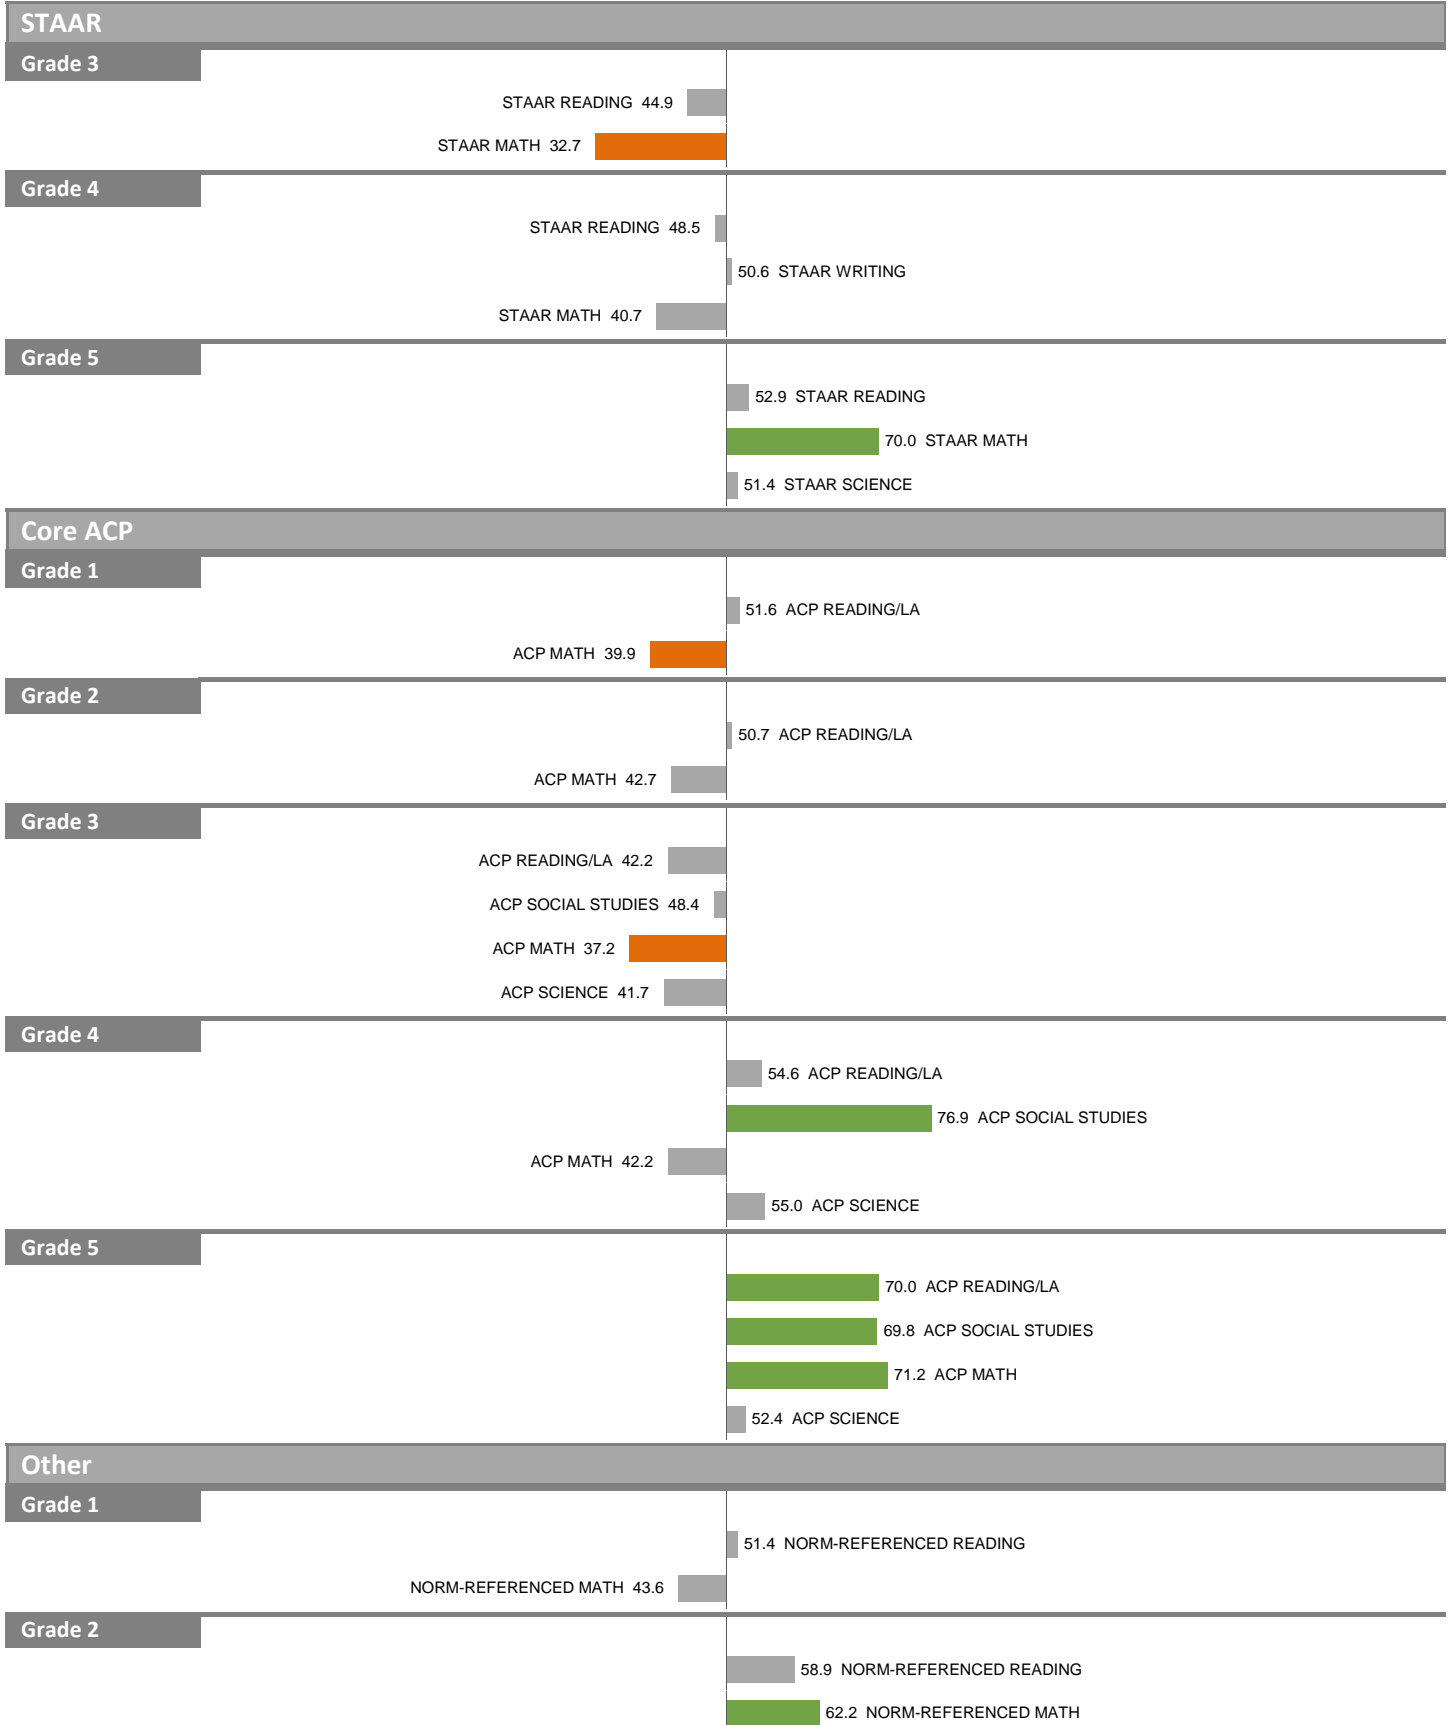 STAAR
Grade 3
STAAR READING 44.9
STAAR MATH 32.7
Grade 4
STAAR READING 48.5
50.6 STAAR WRITING
STAAR MATH 40.7
Grade 5
52.9 STAAR READING
70.0 STAAR MATH
51.4 STAAR SCIENCE
Core ACP
Grade 1
51.6 ACP READING/LA
ACP MATH 39.9
Grade 2
50.7 ACP READING/LA
ACP MATH 42.7
Grade 3
ACP READING/LA 42.2
ACP SOCIAL STUDIES 48.4
ACP MATH 37.2
ACP SCIENCE 41.7
Grade 4
54.6 ACP READING/LA
76.9 ACP SOCIAL STUDIES
ACP MATH 42.2
55.0 ACP SCIENCE
Grade 5
70.0 ACP READING/LA
69.8 ACP SOCIAL STUDIES
71.2 ACP MATH
52.4 ACP SCIENCE
Other
Grade 1
51.4 NORM-REFERENCED READING
NORM-REFERENCED MATH 43.6
Grade 2
58.9 NORM-REFERENCED READING
62.2 NORM-REFERENCED MATH